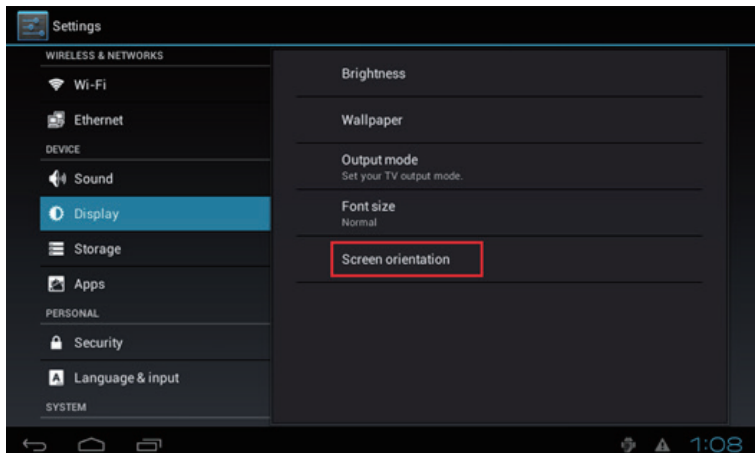 Settings
WIRELESS & NETWORKS
Wi-Fi
Ethernet
DEVICE
Sound
Display
Storage
Apps
PERSONAL
Security
A Language & input
SYSTEM
Brightness
Wallpaper
Output mode
Set your TV output mode.
Font size
Normal
Screen orientation
1:08